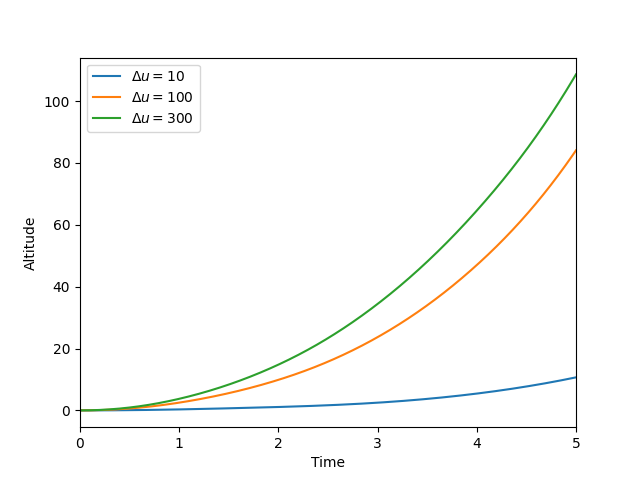 Δu = 10
Δu = 100
Δu = 300
100
80
60
40
20
0
Altitude
0 1 2 3 4 5
Time